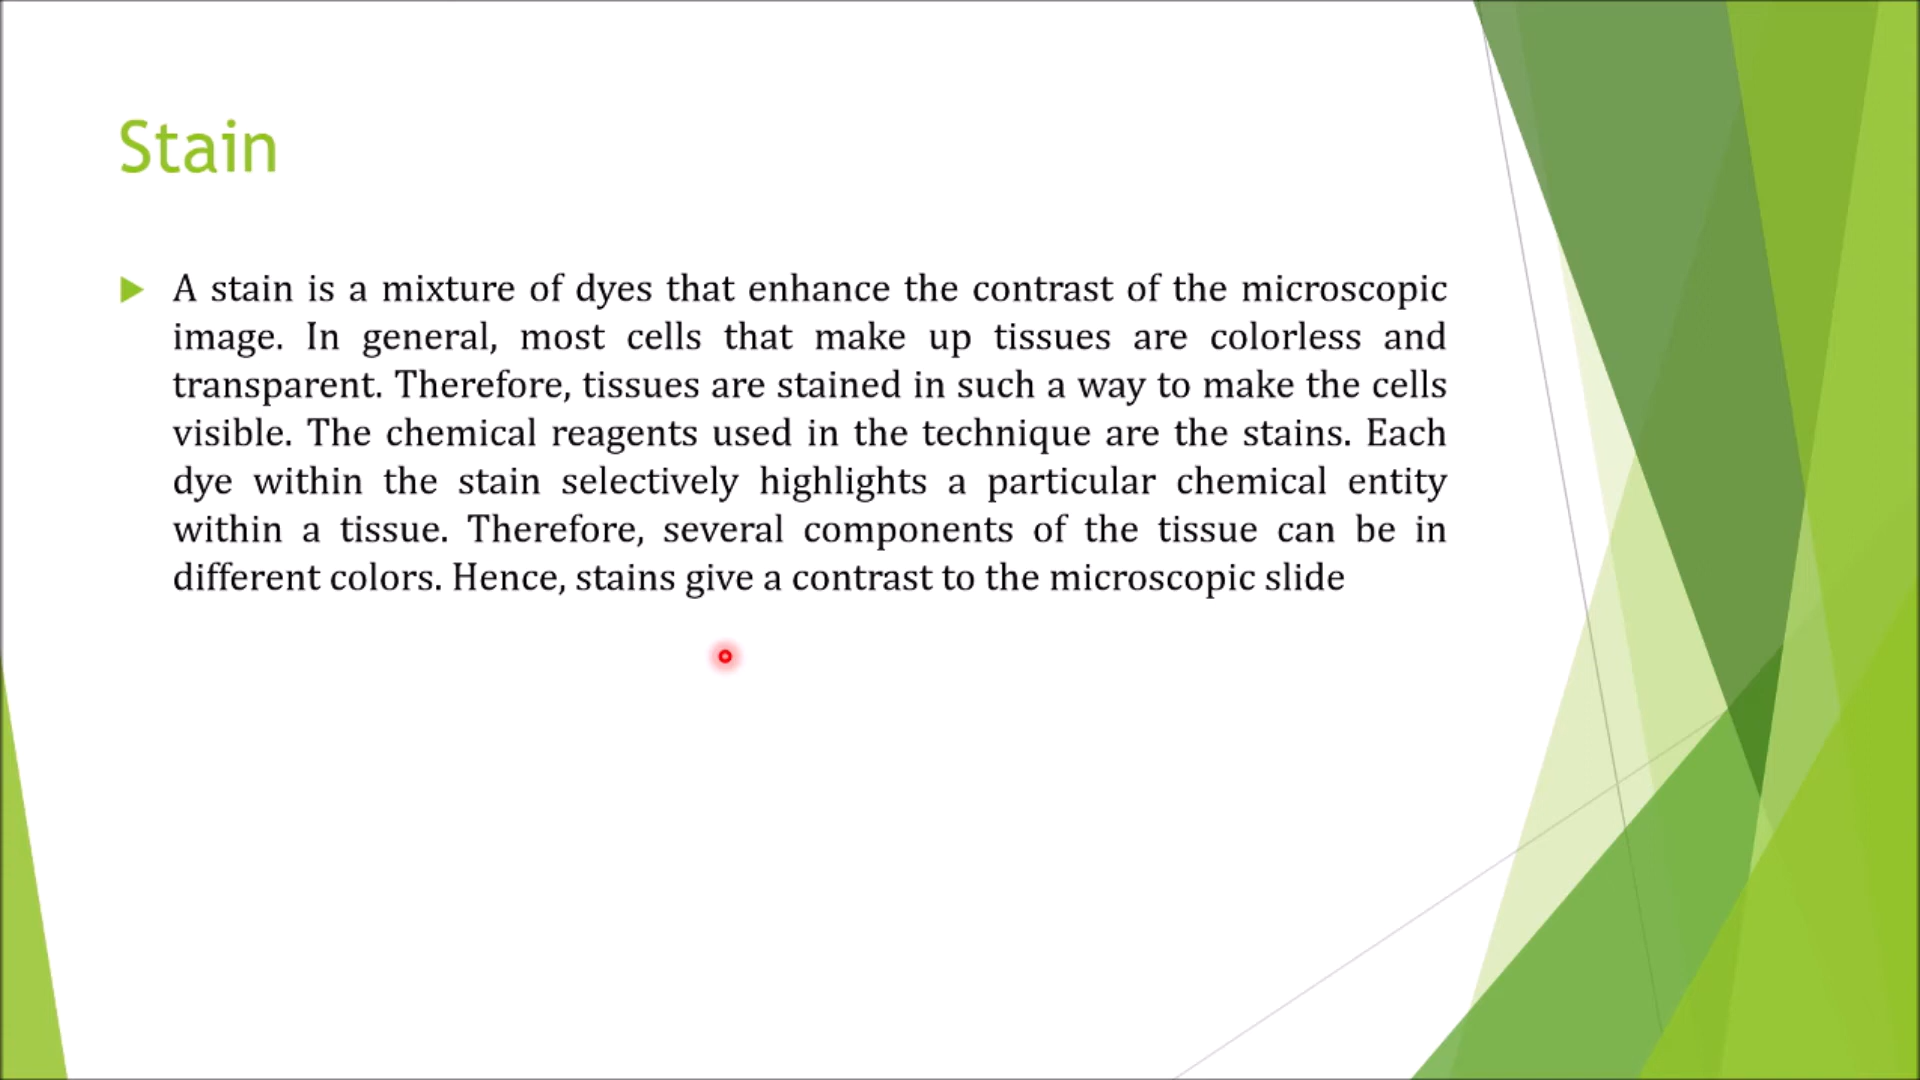 Stain
A stain is a mixture of dyes that enhance the contrast of the microscopic
image. In general, most cells that make up tissues are colorless and
transparent. Therefore, tissues are stained in such a way to make the cells
visible. The chemical reagents used in the technique are the stains. Each
dye within the stain selectively highlights a particular chemical entity
within a tissue. Therefore, several components of the tissue can be in
different colors. Hence, stains give a contrast to the microscopic slide